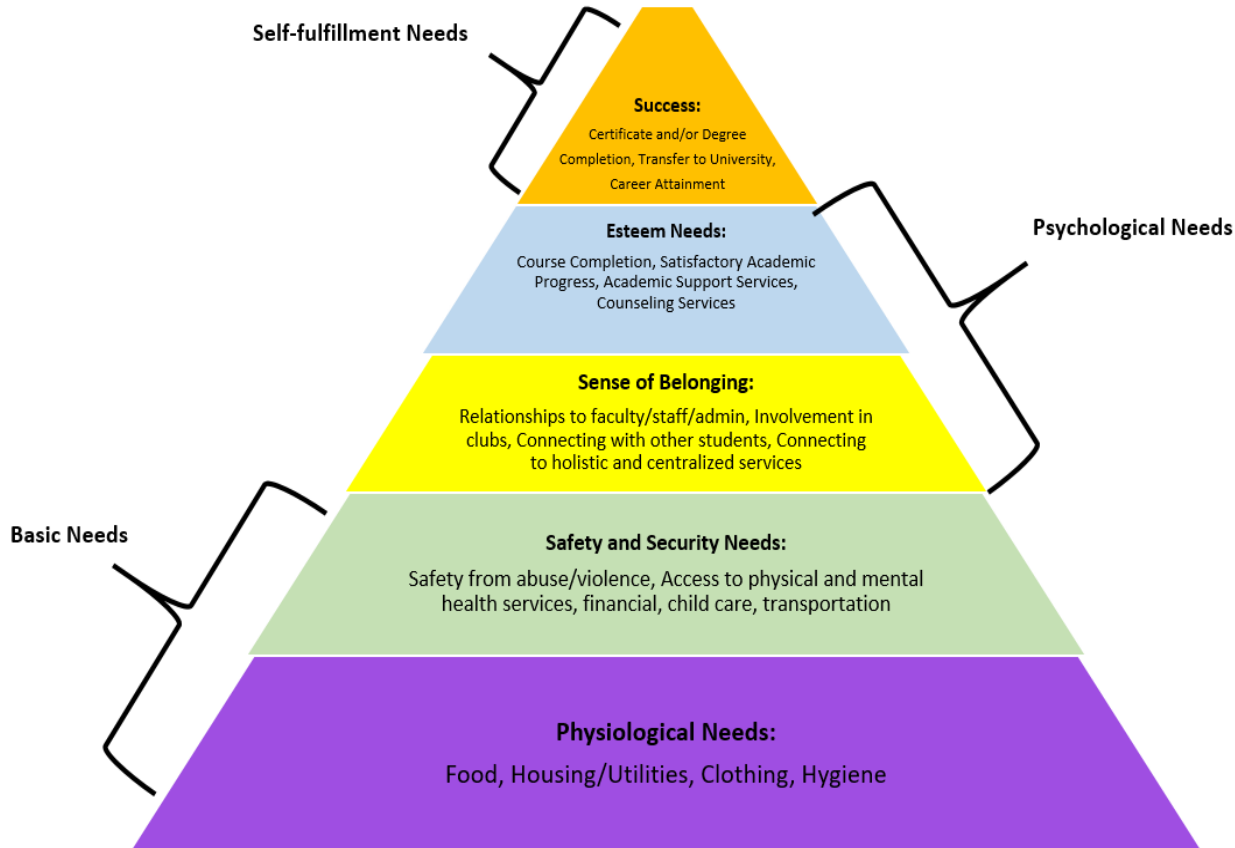 Self-fulfillment Needs
Success:
Certificate and/or Degree
Completion, Transfer to University,
Career Attainment
Psychological Needs
Esteem Needs:
Course Completion, Satisfactory Academic
Progress, Academic Support Services,
Counseling Services
Sense of Belonging:
Relationships to faculty/staff/admin, Involvement in
clubs, Connecting with other students, Connecting
to holistic and centralized services
Basic Needs
Safety and Security Needs:
Safety from abuse/violence, Access to physical and mental
health services, financial, child care, transportation
Physiological Needs:
Food, Housing/Utilities, Clothing, Hygiene